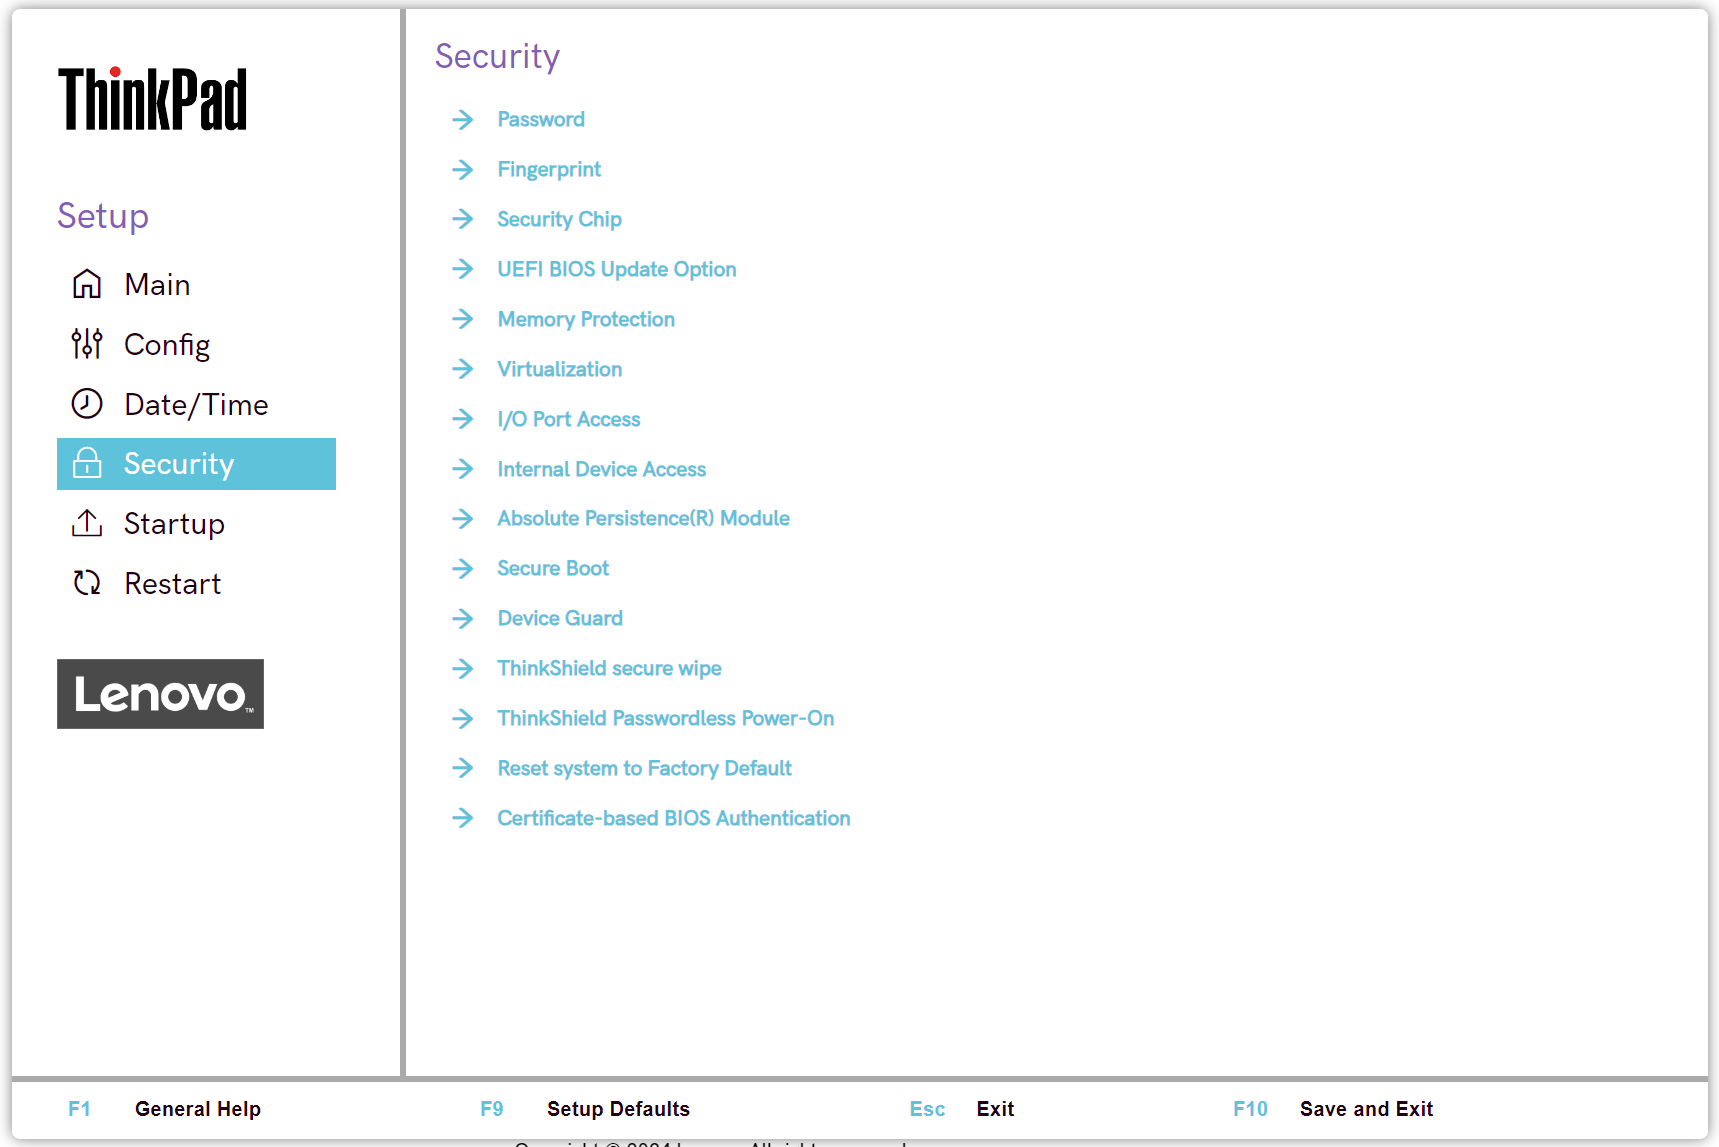 ThinkPad
Setup
Main
Config
Date/Time
Security
Startup
Restart
Lenovo™
Security
Password
Fingerprint
Security Chip
UEFI BIOS Update Option
Memory Protection
Virtualization
I/O Port Access
Internal Device Access
Absolute Persistence(R) Module
Secure Boot
Device Guard
ThinkShield secure wipe
ThinkShield Passwordless Power-On
Reset system to Factory Default
Certificate-based BIOS Authentication
F1 General Help F9 Setup Defaults Esc Exit F10 Save and Exit